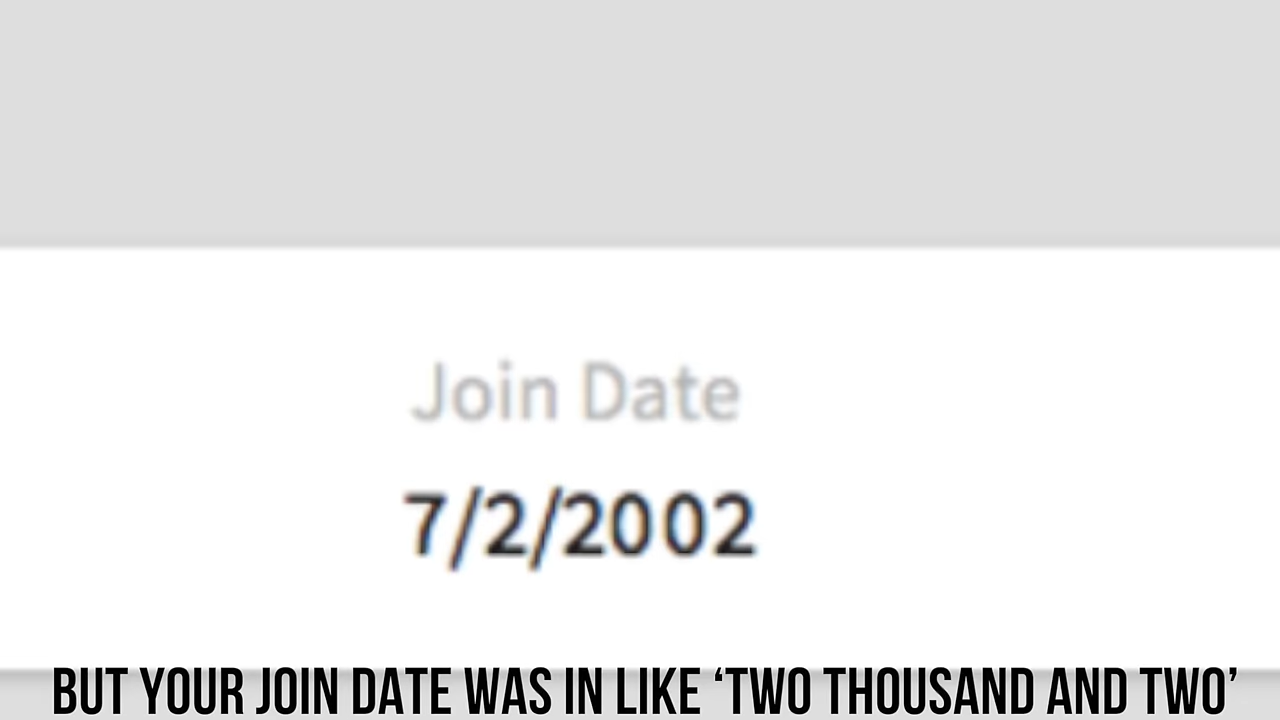 Join Date
7/2/2002
BUT YOUR JOIN DATE WAS IN LIKE ‘TWO THOUSAND AND TWO’